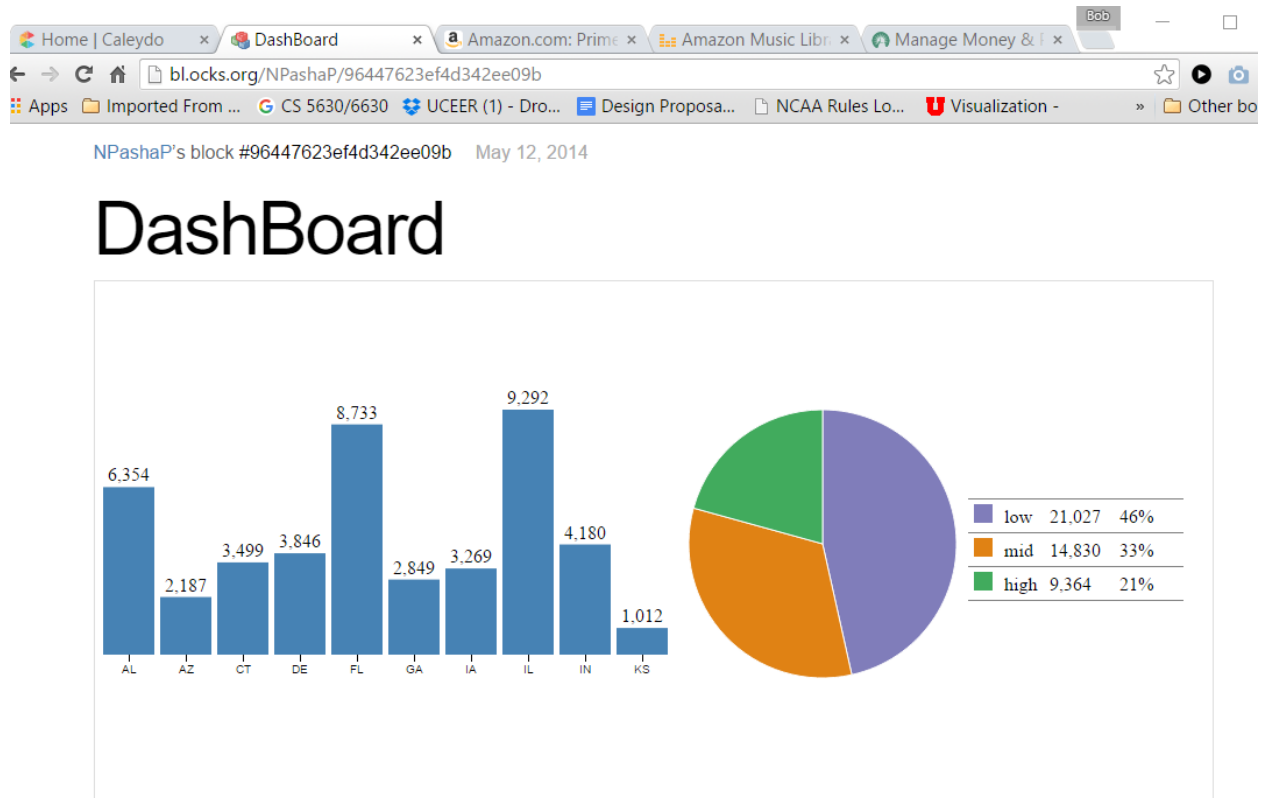 Bob
Home | Caleydo DashBoard Amazon.com: Prime Amazon Music Libr Manage Money &
bl.ocks.org/NPashaP/96447623ef4d342ee09b
Apps Imported From ... CS 5630/6630 UCEER (1) - Dro... Design Proposa... NCAA Rules Lo... Visualization - » Other bo
NPashaP's block #96447623ef4d342ee09b May 12, 2014
DashBoard
9,292
8,733
6,354
4,180
3,846
3,499
3,269
2,849
2,187
1,012
AL AZ CT DE FL GA IA IL IN KS
low 21,027 46%
mid 14,830 33%
high 9,364 21%